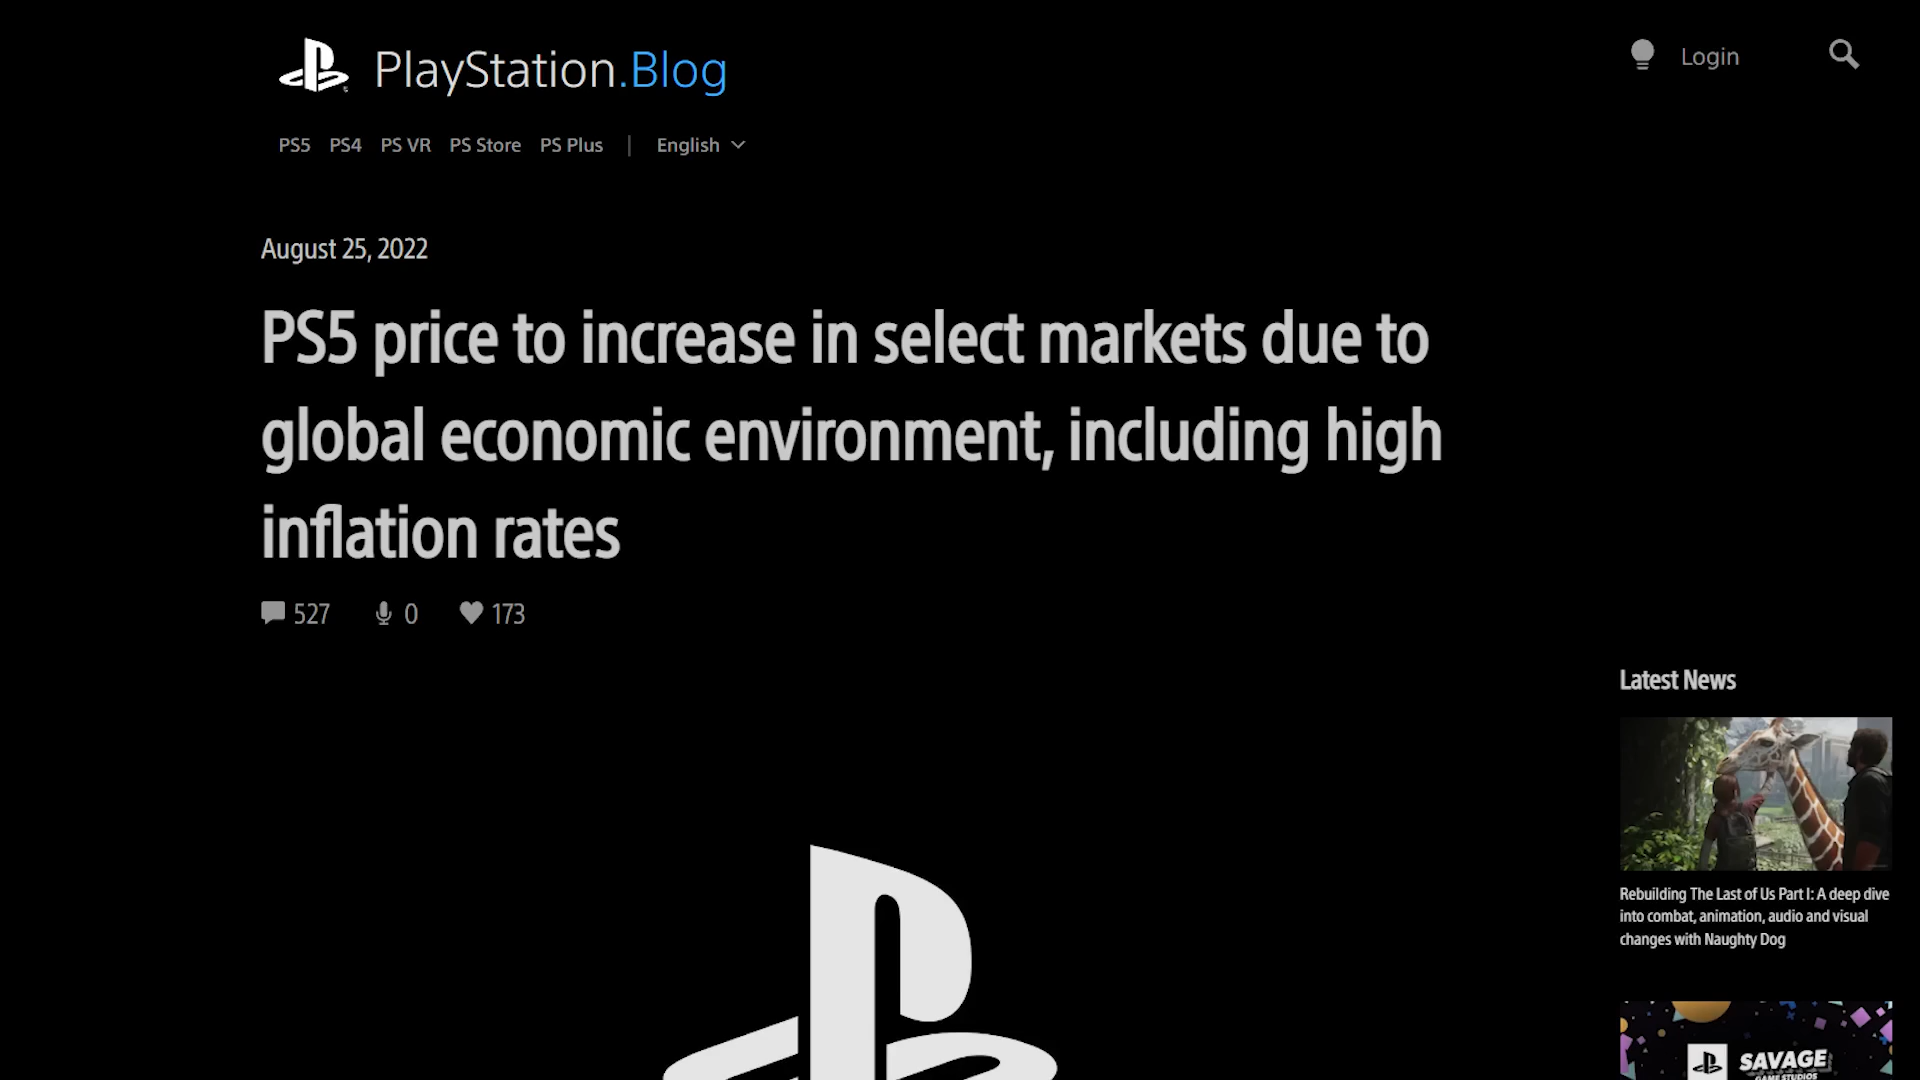 PlayStation.Blog
Login
PS5 PS4 PS VR PS Store PS Plus | English
August 25, 2022
PS5 price to increase in select markets due to
global economic environment, including high
inflation rates
527 0 173
Latest News
Rebuilding The Last of Us Part I: A deep dive
into combat, animation, audio and visual
changes with Naughty Dog
SAVAGE
GAME STUDIOS